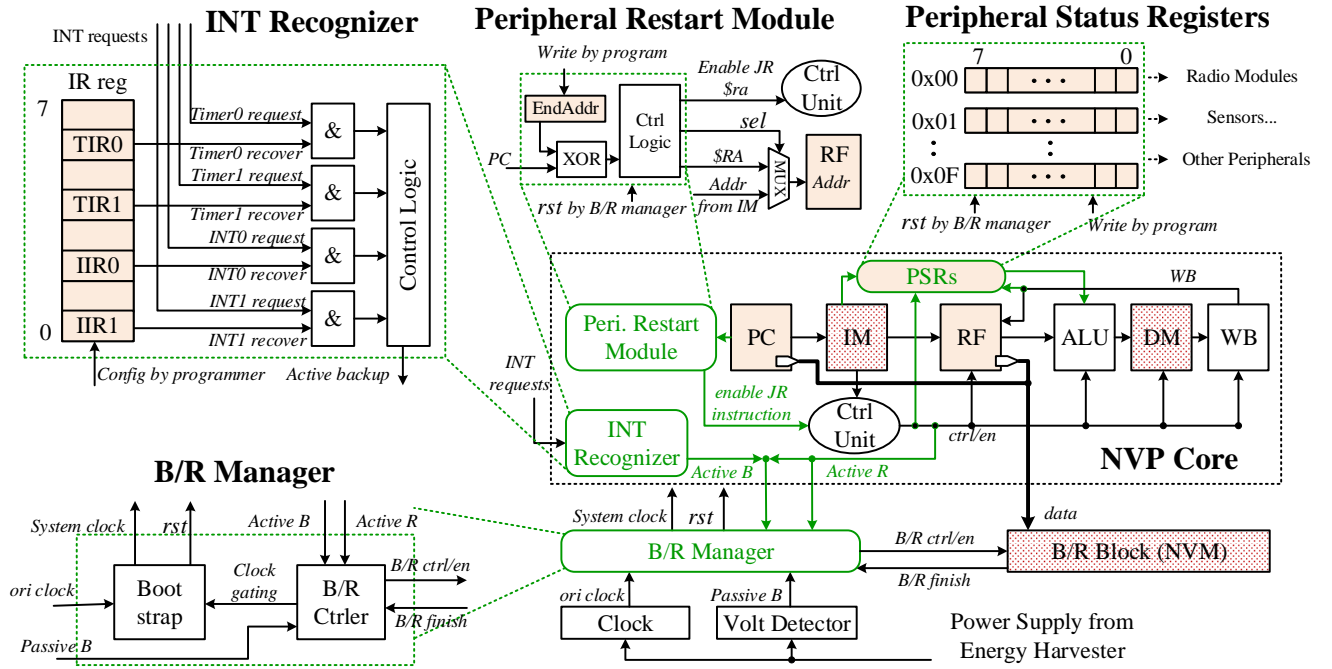 INT Recognizer
INT requests
IR reg
7
TIR0
TIR1
IIR0
IIR1
0
Timer0 request
Timer0 recover
Timer1 request
Timer1 recover
INT0 request
INT0 recover
INT1 request
INT1 recover
&
&
&
&
Control Logic
Config by programmer
Active backup
Peripheral Restart Module
Write by program
EndAddr
PC
XOR
Ctrl
Logic
rst by B/R manager
Enable JR
$ra
Ctrl
Unit
sel
$RA
Addr
from IM
MUX
RF
Addr
Peripheral Status Registers
7
0
0x00
• • •
Radio Modules
0x01
• • •
Sensors...
Other Peripherals
0x0F
• • •
rst by B/R manager
Write by program
PSRs
WB
Peri. Restart
Module
PC
IM
RF
ALU
DM
WB
INT
requests
enable JR
instruction
Ctrl
Unit
ctrl/en
INT
Recognizer
Active B
Active R
NVP Core
System clock
rst
data
B/R Manager
B/R ctrl/en
B/R finish
B/R Block (NVM)
ori clock
Passive B
Clock
Volt Detector
Power Supply from
Energy Harvester
B/R Manager
System clock
rst
Active B
Active R
ori clock
Boot
strap
Clock
gating
B/R
Ctrler
B/R ctrl/en
B/R finish
Passive B